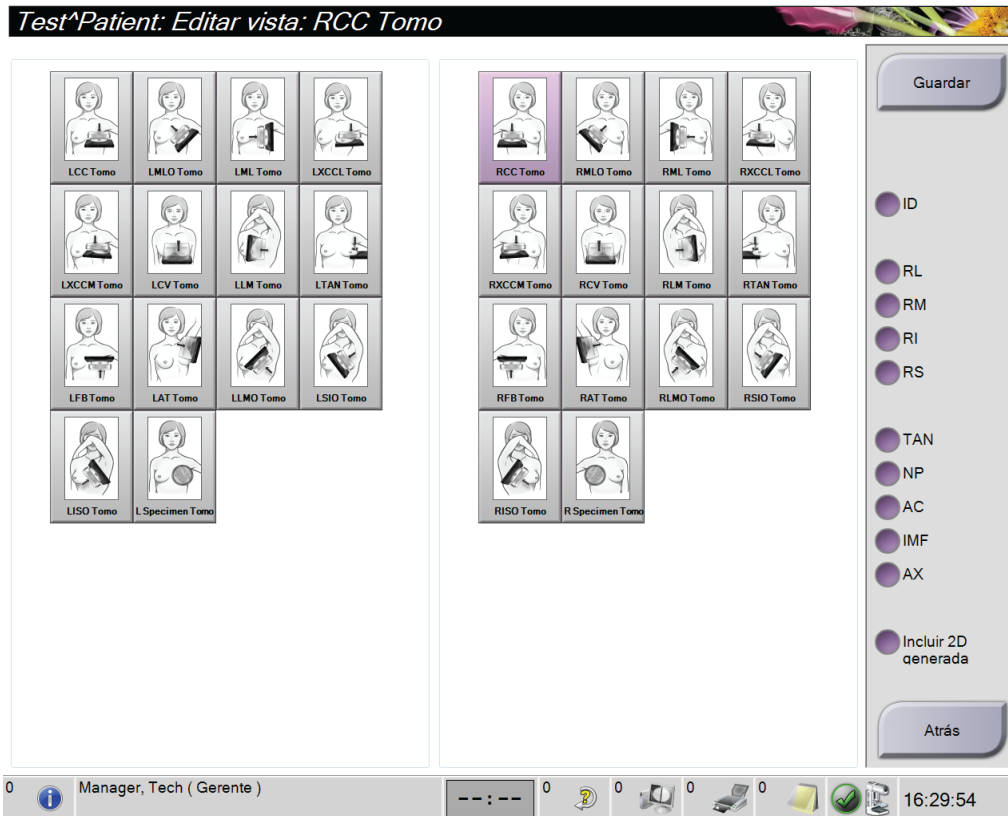 Test^Patient: Editar vista: RCC Tomo
LCC Tomo
LMLO Tomo
LML Tomo
LXCCL Tomo
LXCCM Tomo
LCV Tomo
LLM Tomo
LTAN Tomo
LFB Tomo
LAT Tomo
LLMO Tomo
LSIO Tomo
LISO Tomo
L Specimen Tomo
RCC Tomo
RMLO Tomo
RML Tomo
RXCCL Tomo
RXCCM Tomo
RCV Tomo
RLM Tomo
RTAN Tomo
RFB Tomo
RAT Tomo
RLMO Tomo
RSIO Tomo
RISO Tomo
R Specimen Tomo
Guardar
ID
RL
RM
RI
RS
TAN
NP
AC
IMF
AX
Incluir 2D
generada
Atrás
0
Manager, Tech ( Gerente )
--:--
0
0
0
0
16:29:54